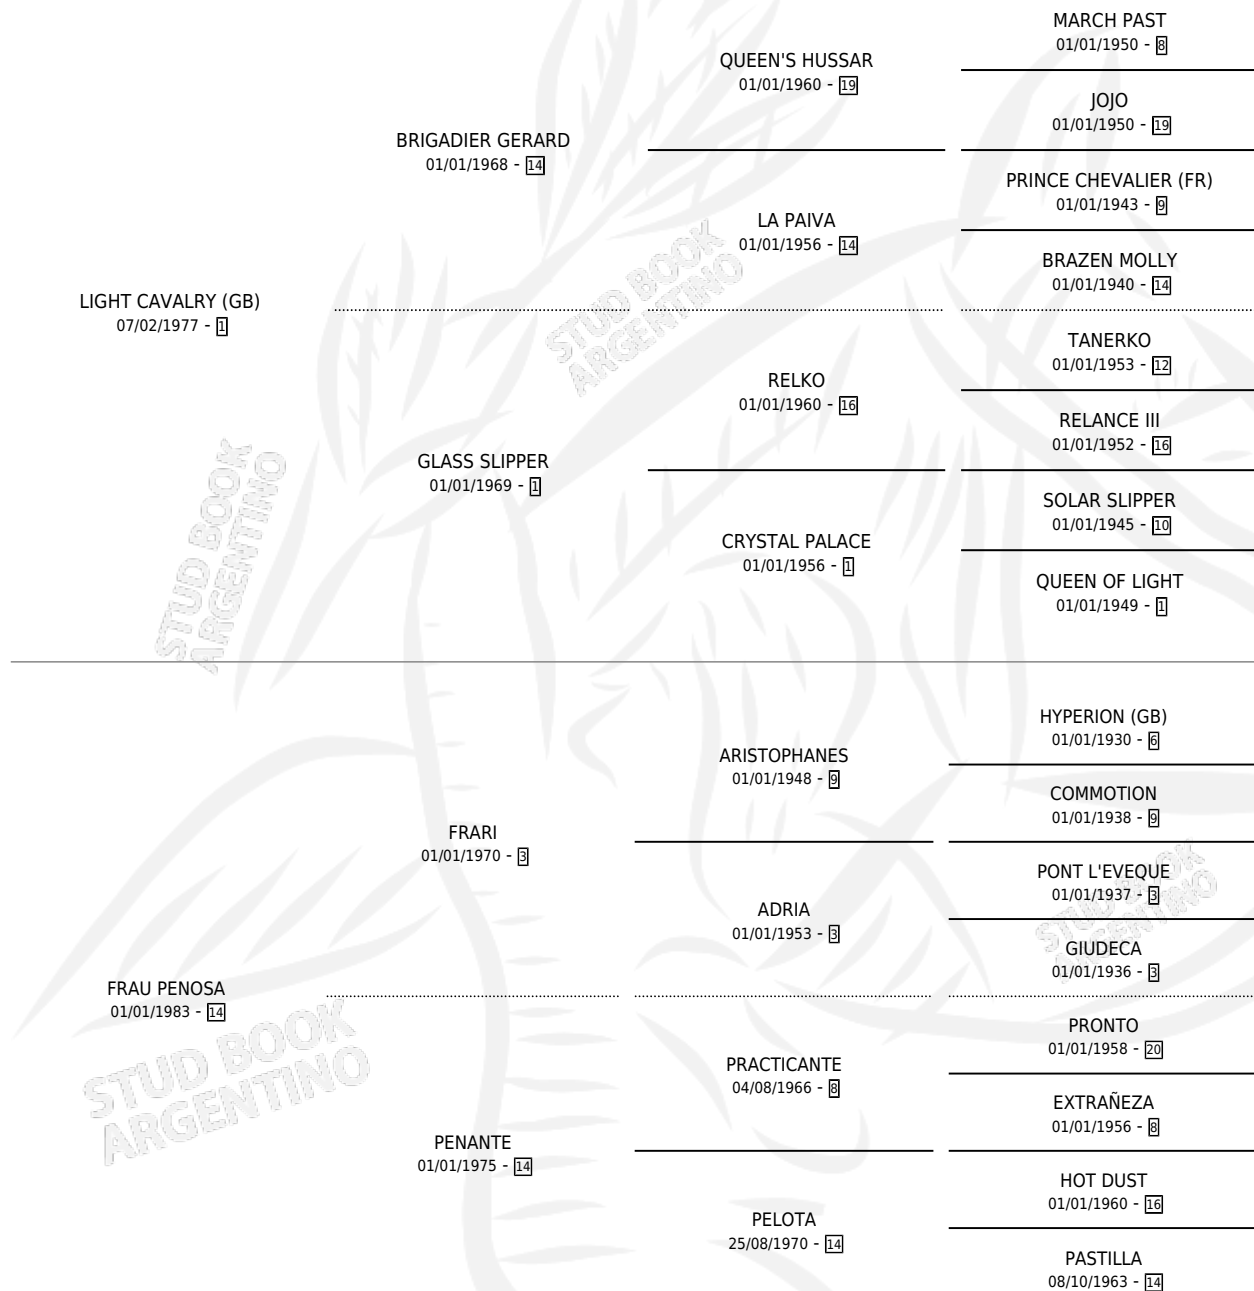 MARCH PAST
01/01/1950 - 8
QUEEN'S HUSSAR
01/01/1960 - 19
JOJO
01/01/1950 - 19
BRIGADIER GERARD
01/01/1968 - 14
PRINCE CHEVALIER (FR)
01/01/1943 - 9
LA PAIVA
01/01/1956 - 14
BRAZEN MOLLY
01/01/1940 - 14
LIGHT CAVALRY (GB)
07/02/1977 - 1
TANERKO
01/01/1953 - 12
RELKO
01/01/1960 - 16
RELANCE III
01/01/1952 - 16
GLASS SLIPPER
01/01/1969 - 1
SOLAR SLIPPER
01/01/1945 - 10
CRYSTAL PALACE
01/01/1956 - 1
QUEEN OF LIGHT
01/01/1949 - 1
HYPERION (GB)
01/01/1930 - 6
ARISTOPHANES
01/01/1948 - 9
COMMOTION
01/01/1938 - 9
FRARI
01/01/1970 - 3
PONT L'EVEQUE
01/01/1937 - 3
ADRIA
01/01/1953 - 3
GIUDECA
01/01/1936 - 3
FRAU PENOSA
01/01/1983 - 14
PRONTO
01/01/1958 - 20
PRACTICANTE
04/08/1966 - 8
EXTRAÑEZA
01/01/1956 - 8
PENANTE
01/01/1975 - 14
HOT DUST
01/01/1960 - 16
PELOTA
25/08/1970 - 14
PASTILLA
08/10/1963 - 14
STUD BOOK
ARGENTINO
STUD BOOK
ARGENTINO
STUD BOOK
ARGENTINO
STUD BOOK
ARGENTINO